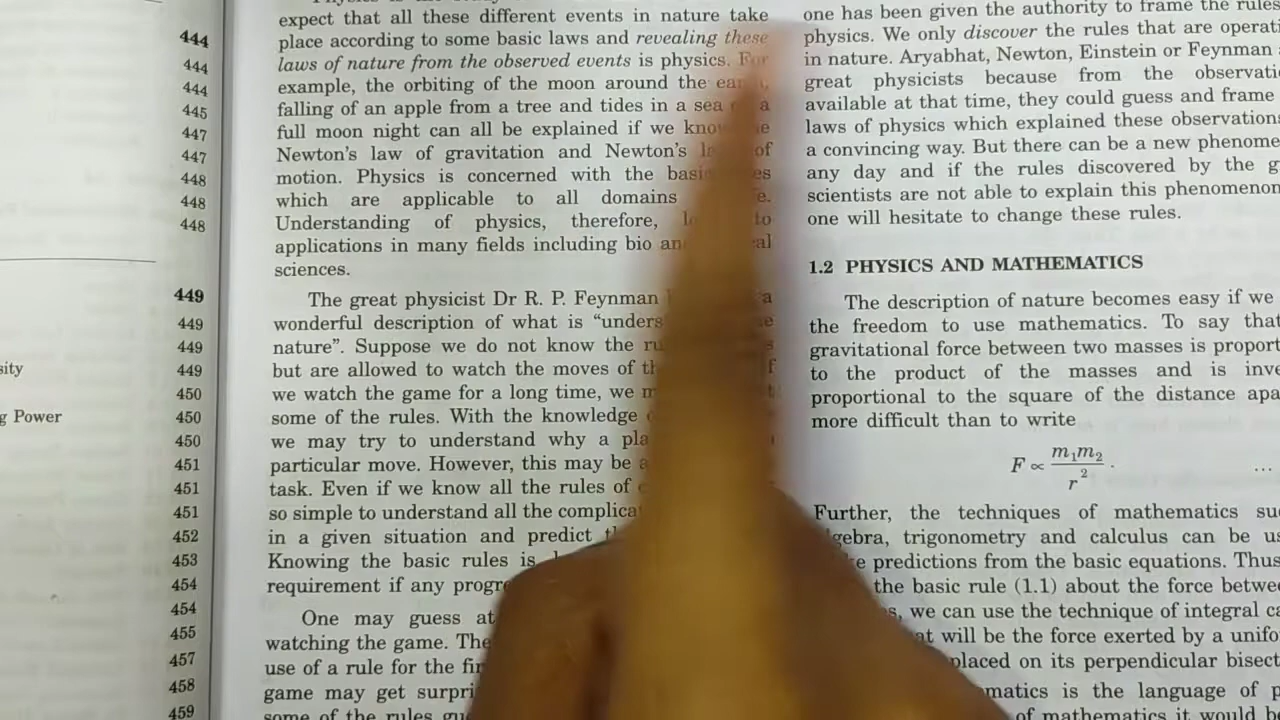 444
444
444
445
447
447
448
448
448
449
449
449
sity 449
450
g Power 450
450
451
451
451
452
453
454
454
455
457
458
459
expect that all these different events in nature take
place according to some basic laws and revealing these
laws of nature from the observed events is physics. For
example, the orbiting of the moon around the
falling of an apple from a tree and tides in a sea a
full moon night can all be explained if we know
Newton's law of gravitation and Newton's of
motion. Physics is concerned with the
which are applicable to all domains
Understanding of physics, therefore, to
applications in many fields including bio
sciences.
The great physicist Dr R. P. Feynman a
wonderful description of what is
nature". Suppose we do not know the
but are allowed to watch the moves of
we watch the game for a long time, we
some of the rules. With the knowledge
we may try to understand why a
particular move. However, this may be
task. Even if we know all the rules of
so simple to understand all the
in a given situation and predict
Knowing the basic rules is
requirement if any
One may guess at
watching the game. The
use of a rule for the
game may get
some of the rules
one has been given the authority to frame the rules
physics. We only discover the rules that are operati
in nature. Aryabhat, Newton, Einstein or Feynman
great physicists because from the observati
available at that time, they could guess and frame
laws of physics which explained these observations
a convincing way. But there can be a new phenome
any day and if the rules discovered by the g
scientists are not able to explain this phenomenon
one will hesitate to change these rules.
1.2 PHYSICS AND MATHEMATICS
The description of nature becomes easy if we
the freedom to use mathematics. To say that
gravitational force between two masses is proport
to the product of the masses and is inve
proportional to the square of the distance apa
more difficult than to write
F ∝ m₁m₂ / r² . ...
Further, the techniques of mathematics su
gebra, trigonometry and calculus can be us
e predictions from the basic equations. Thus
the basic rule (1.1) about the force betwe
s, we can use the technique of integral ca
at will be the force exerted by a unifo
placed on its perpendicular bisect
matics is the language of p
of mathematics it would be